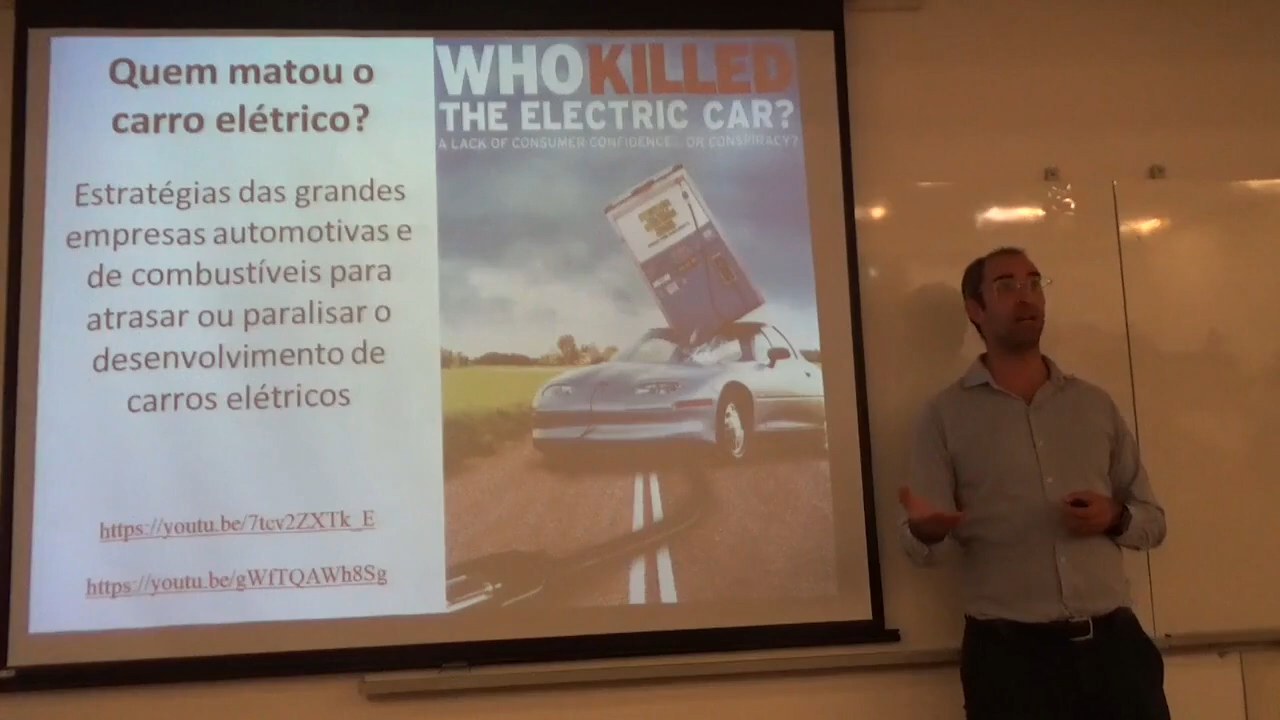 Quem matou o
carro elétrico?
Estratégias das grandes
empresas automotivas e
de combustíveis para
atrasar ou paralisar o
desenvolvimento de
carros elétricos
https://youtu.be/7tcv2ZXTk_E
https://youtu.be/gWfTQAWh8Sg
WHO KILLED
THE ELECTRIC CAR?
A LACK OF CONSUMER CONFIDENCE... OR CONSPIRACY?